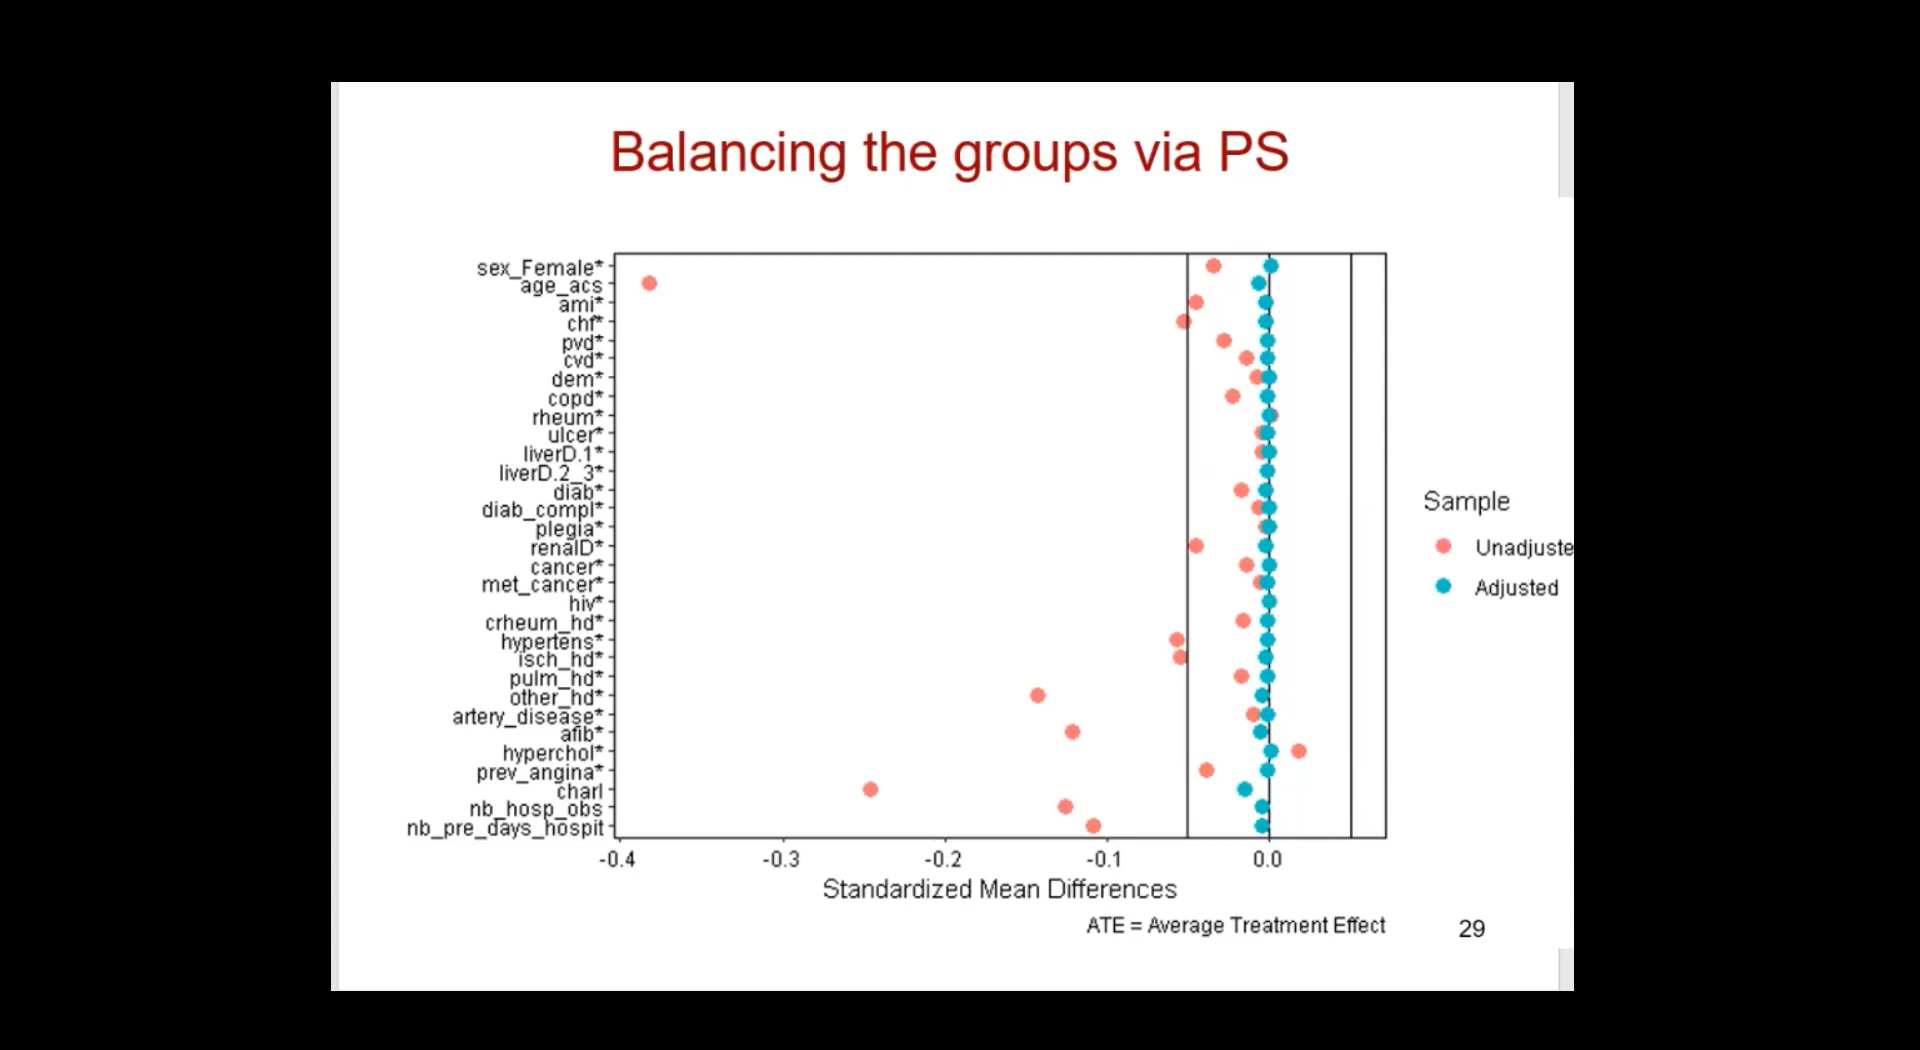 Balancing the groups via PS
sex_Female*
age_acs
ami*
chf*
pvd*
cvd*
dem*
copd*
rheum*
ulcer*
liverD.1*
liverD.2_3*
diab*
diab_compl*
plegia*
renalD*
cancer*
met_cancer*
hiv*
crheum_hd*
hypertens*
isch_hd*
pulm_hd*
other_hd*
artery_disease*
afib*
hyperchol*
prev_angina*
charl
nb_hosp_obs
nb_pre_days_hospit
-0.4 -0.3 -0.2 -0.1 0.0
Standardized Mean Differences
Sample
Unadjuste
Adjusted
ATE = Average Treatment Effect
29